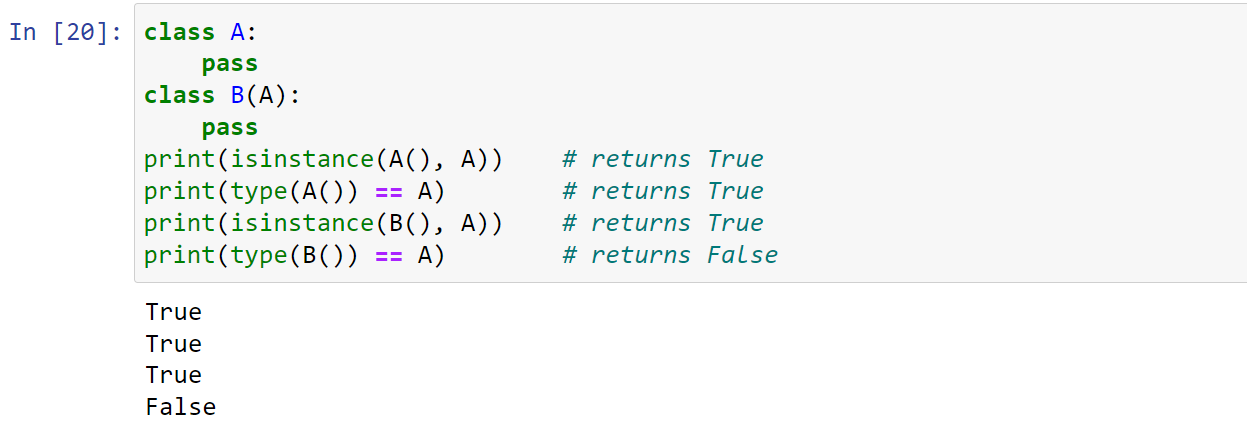 In [20]: class A:
    pass
class B(A):
    pass
print(isinstance(A(), A))    # returns True
print(type(A()) == A)        # returns True
print(isinstance(B(), A))    # returns True
print(type(B()) == A)        # returns False
True
True
True
False